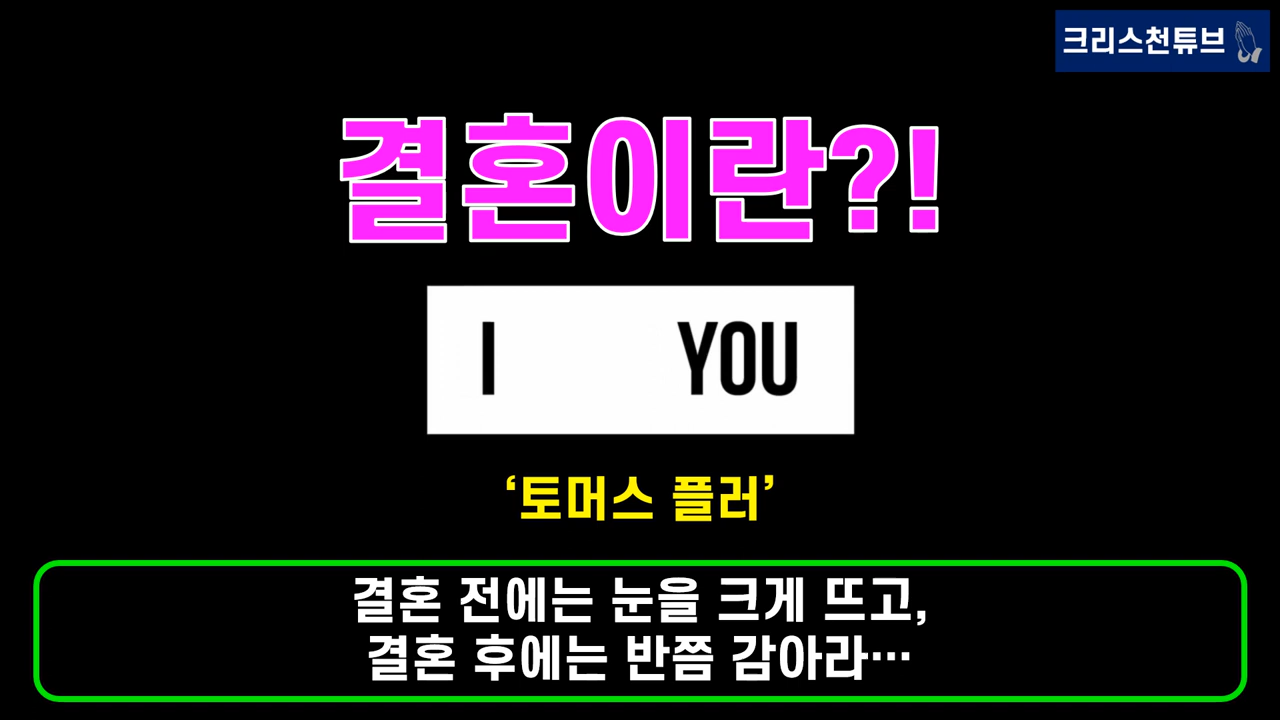 크리스천튜브
결혼이란?!
I YOU
‘토머스 플러’
결혼 전에는 눈을 크게 뜨고,
결혼 후에는 반쯤 감아라…